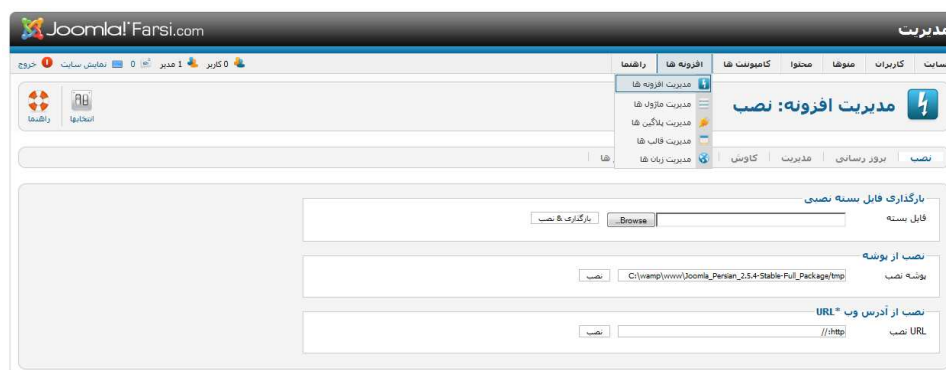 Joomla! Farsi.com
مدیریت
سایت کاربران منوها محتوا کامپوننت ها افزونه ها راهنما
0 کاربر 1 مدیر 0 نمایش سایت خروج
مدیریت افزونه ها
مدیریت ماژول ها
مدیریت پلاگین ها
مدیریت قالب ها
مدیریت زبان ها
مدیریت افزونه: نصب
انتخابها راهنما
نصب بروز رسانی مدیریت کاوش
ها
بارگذاری فایل بسته نصبی
فایل بسته Browse... بارگذاری & نصب
نصب از پوشه
پوشه نصب C:\wamp\www\Joomla_Persian_2.5.4-Stable-Full_Package/tmp نصب
نصب از آدرس وب *URL
URL نصب //:http نصب